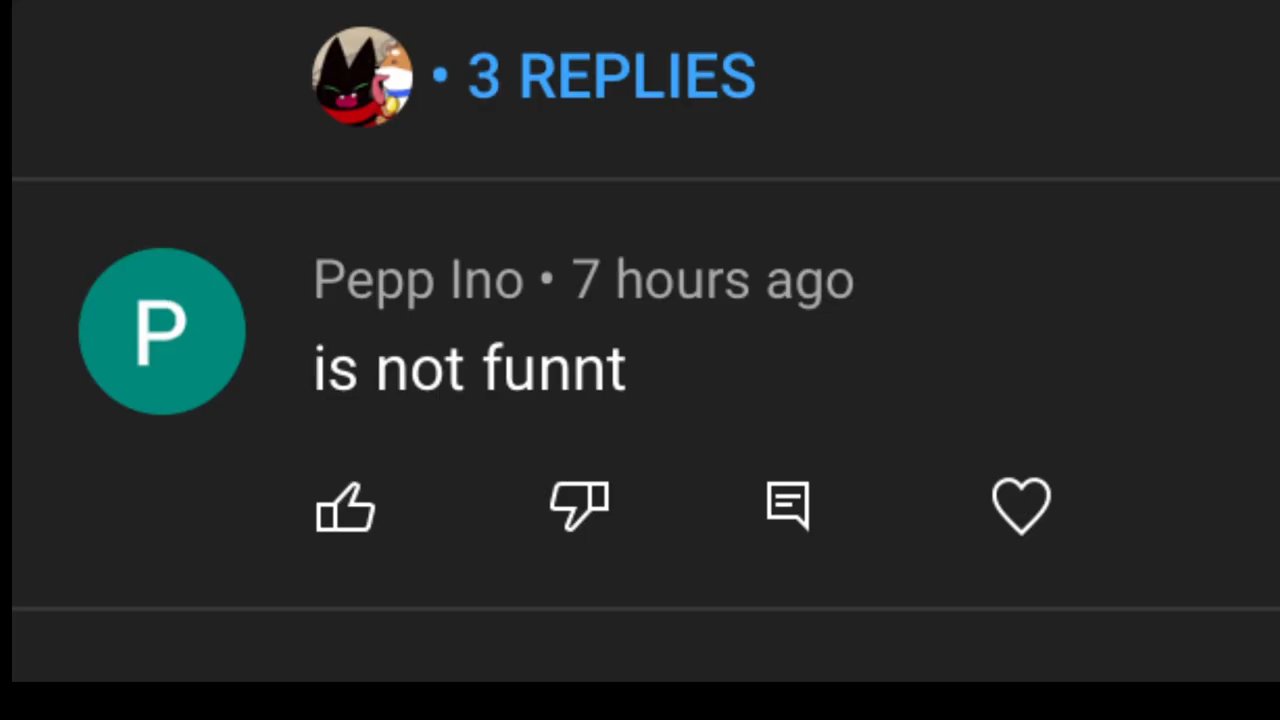 • 3 REPLIES
P
Pepp Ino • 7 hours ago
is not funnt